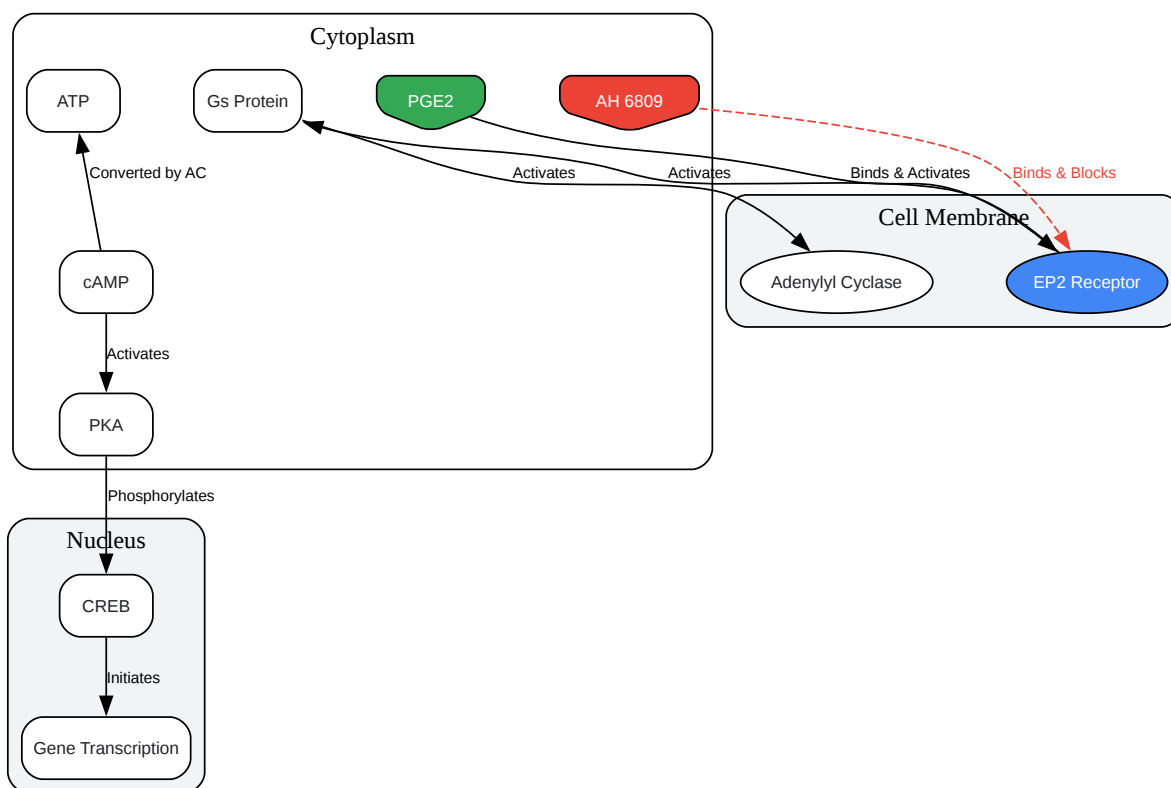 Cytoplasm
ATP
Gs Protein
PGE2
AH 6809
Converted by AC
Activates
Activates
Binds & Activates
Binds & Blocks
Cell Membrane
cAMP
Adenylyl Cyclase
EP2 Receptor
Activates
PKA
Phosphorylates
Nucleus
CREB
Initiates
Gene Transcription